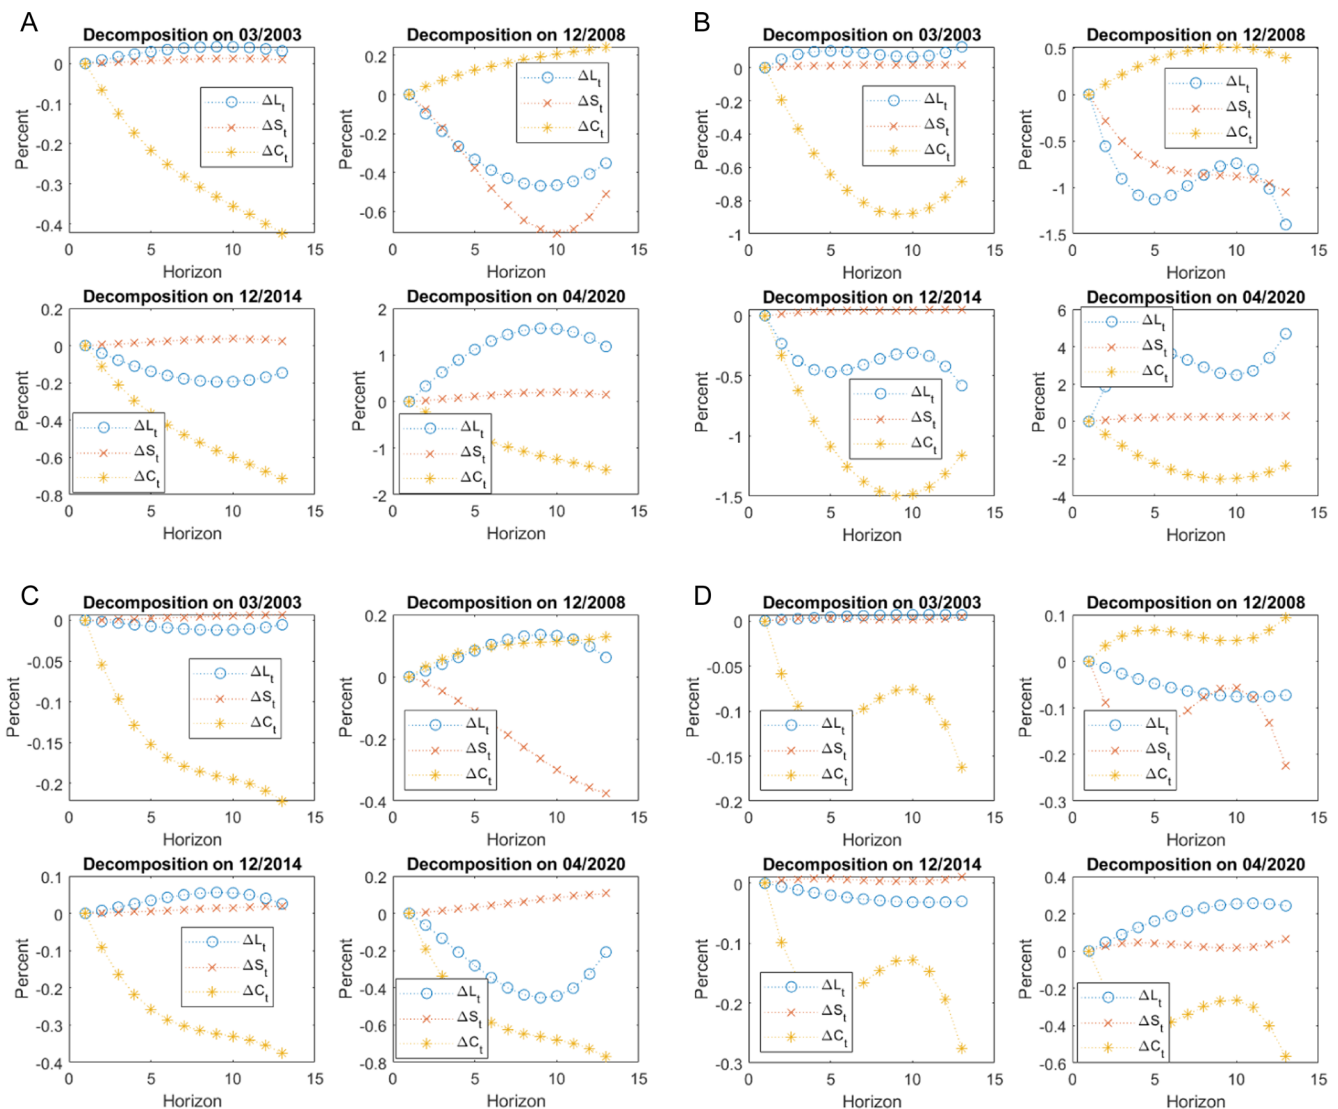 A
Decomposition on 03/2003
Percent
0
-0.1
-0.2
-0.3
-0.4
0 5 10 15
Horizon
ΔLt
ΔSt
ΔCt
Decomposition on 12/2008
Percent
0.2
0
-0.2
-0.4
-0.6
0 5 10 15
Horizon
ΔLt
ΔSt
ΔCt
Decomposition on 12/2014
Percent
0.2
0
-0.2
-0.4
-0.6
-0.8
0 5 10 15
Horizon
ΔLt
ΔSt
ΔCt
Decomposition on 04/2020
Percent
2
1
0
-1
-2
0 5 10 15
Horizon
ΔLt
ΔSt
ΔCt
B
Decomposition on 03/2003
Percent
0
-0.2
-0.4
-0.6
-0.8
-1
0 5 10 15
Horizon
ΔLt
ΔSt
ΔCt
Decomposition on 12/2008
Percent
0.5
0
-0.5
-1
-1.5
0 5 10 15
Horizon
ΔLt
ΔSt
ΔCt
Decomposition on 12/2014
Percent
0
-0.5
-1
-1.5
0 5 10 15
Horizon
ΔLt
ΔSt
ΔCt
Decomposition on 04/2020
Percent
6
4
2
0
-2
-4
0 5 10 15
Horizon
ΔLt
ΔSt
ΔCt
C
Decomposition on 03/2003
Percent
0
-0.05
-0.1
-0.15
-0.2
0 5 10 15
Horizon
ΔLt
ΔSt
ΔCt
Decomposition on 12/2008
Percent
0.2
0
-0.2
-0.4
0 5 10 15
Horizon
ΔLt
ΔSt
ΔCt
Decomposition on 12/2014
Percent
0.1
0
-0.1
-0.2
-0.3
-0.4
0 5 10 15
Horizon
ΔLt
ΔSt
ΔCt
Decomposition on 04/2020
Percent
0.2
0
-0.2
-0.4
-0.6
-0.8
0 5 10 15
Horizon
ΔLt
ΔSt
ΔCt
D
Decomposition on 03/2003
Percent
0
-0.05
-0.1
-0.15
-0.2
0 5 10 15
Horizon
ΔLt
ΔSt
ΔCt
Decomposition on 12/2008
Percent
0.1
0
-0.1
-0.2
-0.3
0 5 10 15
Horizon
ΔLt
ΔSt
ΔCt
Decomposition on 12/2014
Percent
0
-0.1
-0.2
-0.3
0 5 10 15
Horizon
ΔLt
ΔSt
ΔCt
Decomposition on 04/2020
Percent
0.4
0.2
0
-0.2
-0.4
-0.6
0 5 10 15
Horizon
ΔLt
ΔSt
ΔCt